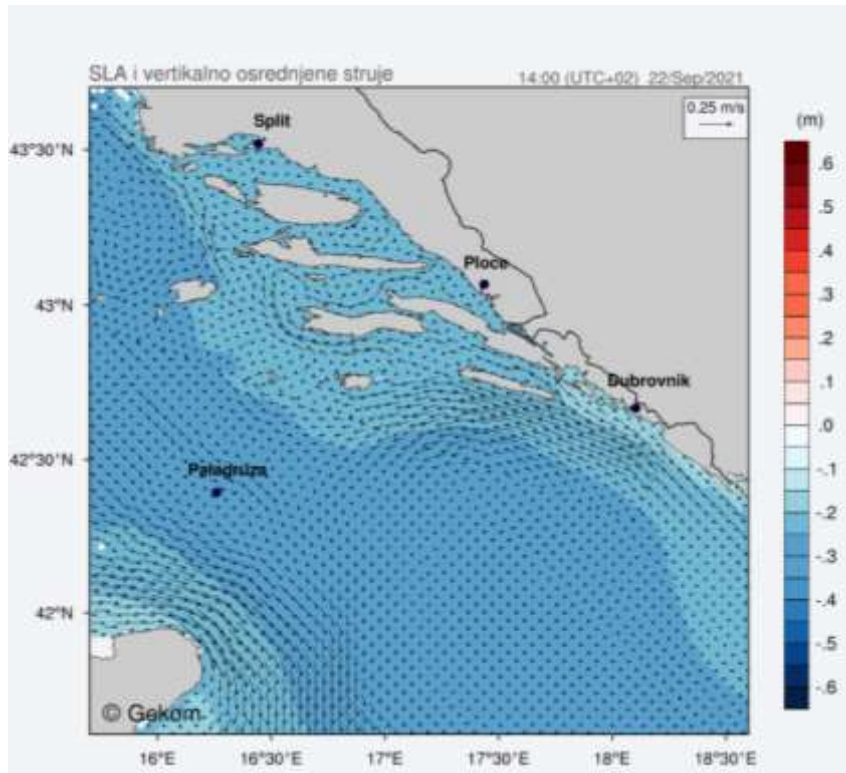 SLA i vertikalno osrednjene struje
14:00 (UTC+02) 22/Sep/2021
0.25 m/s
(m)
Split
43°30'N
Ploce
43°N
Dubrovnik
42°30'N
Palagruza
42°N
© Gekom
16°E 16°30'E 17°E 17°30'E 18°E 18°30'E
.6
.5
.4
.3
.2
.1
.0
-.1
-.2
-.3
-.4
-.5
-.6